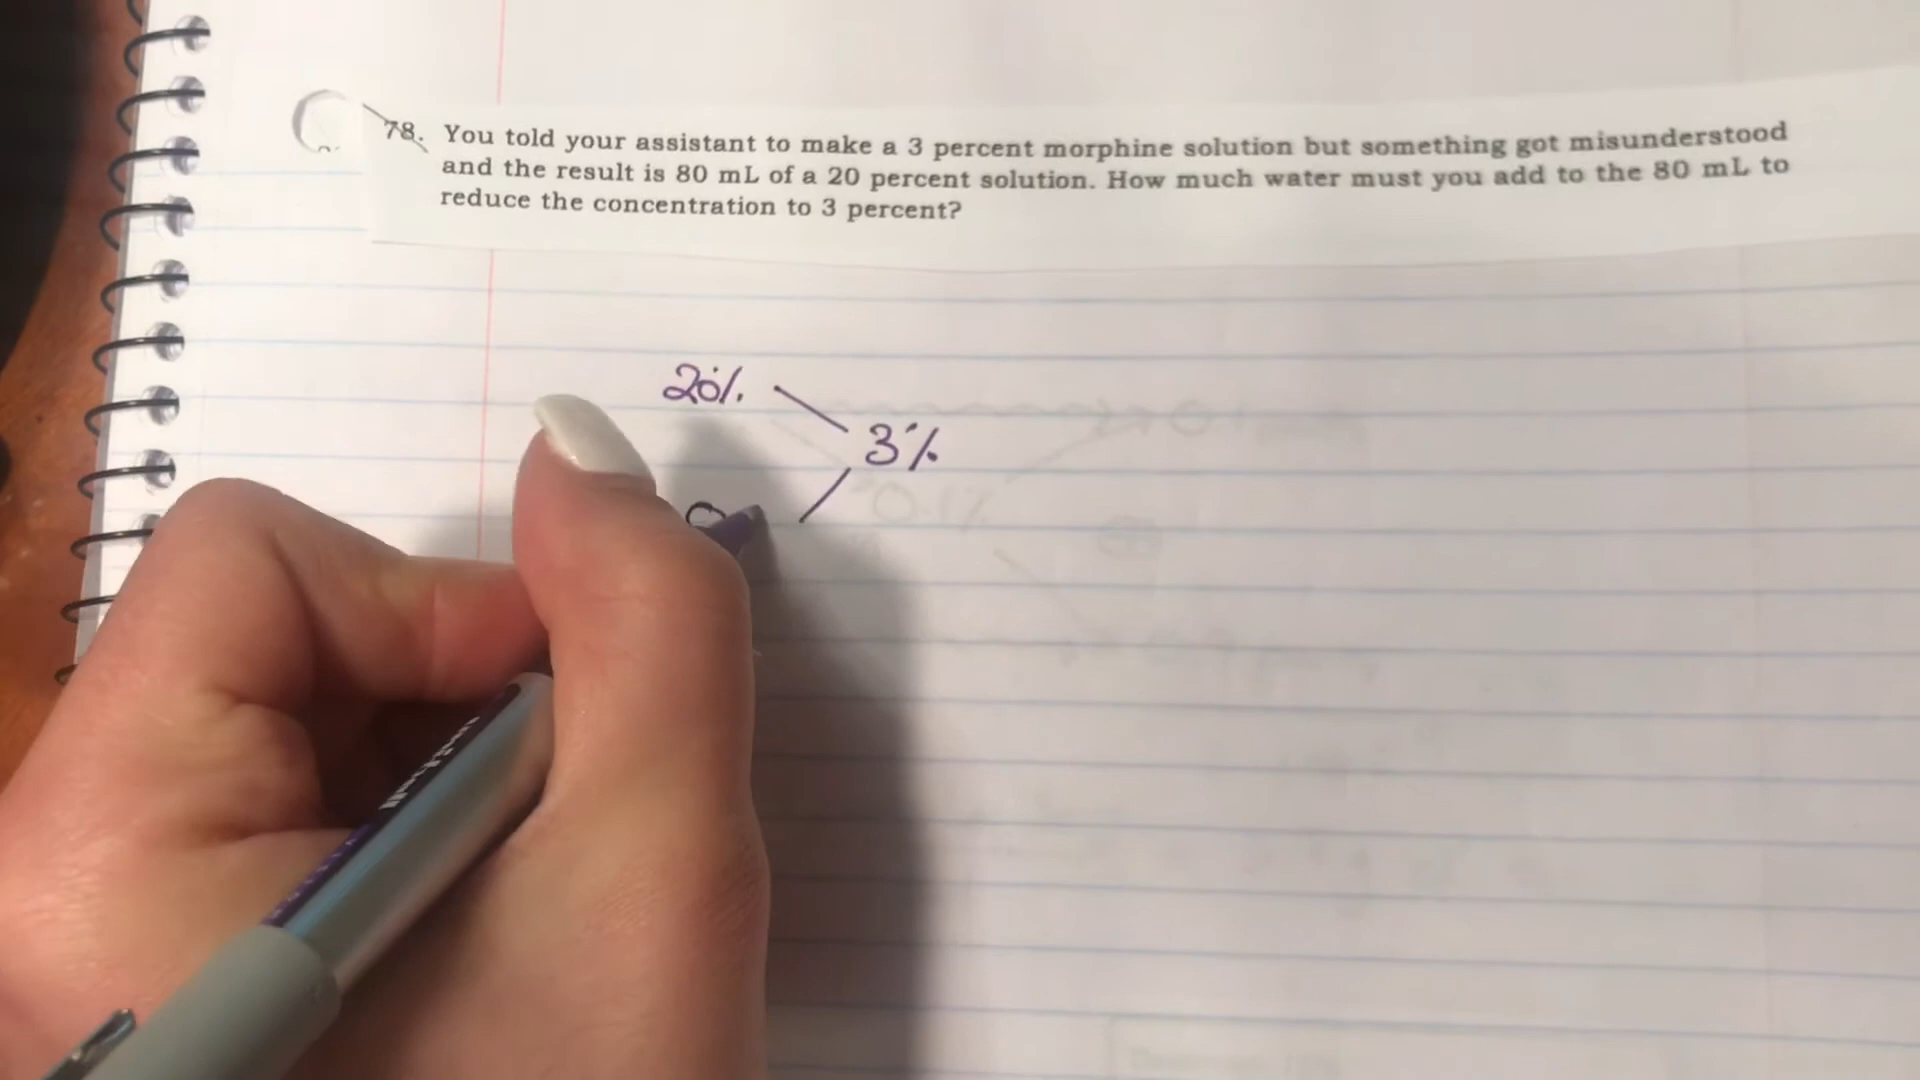 78. You told your assistant to make a 3 percent morphine solution but something got misunderstood
and the result is 80 mL of a 20 percent solution. How much water must you add to the 80 mL to
reduce the concentration to 3 percent?
20%
3%